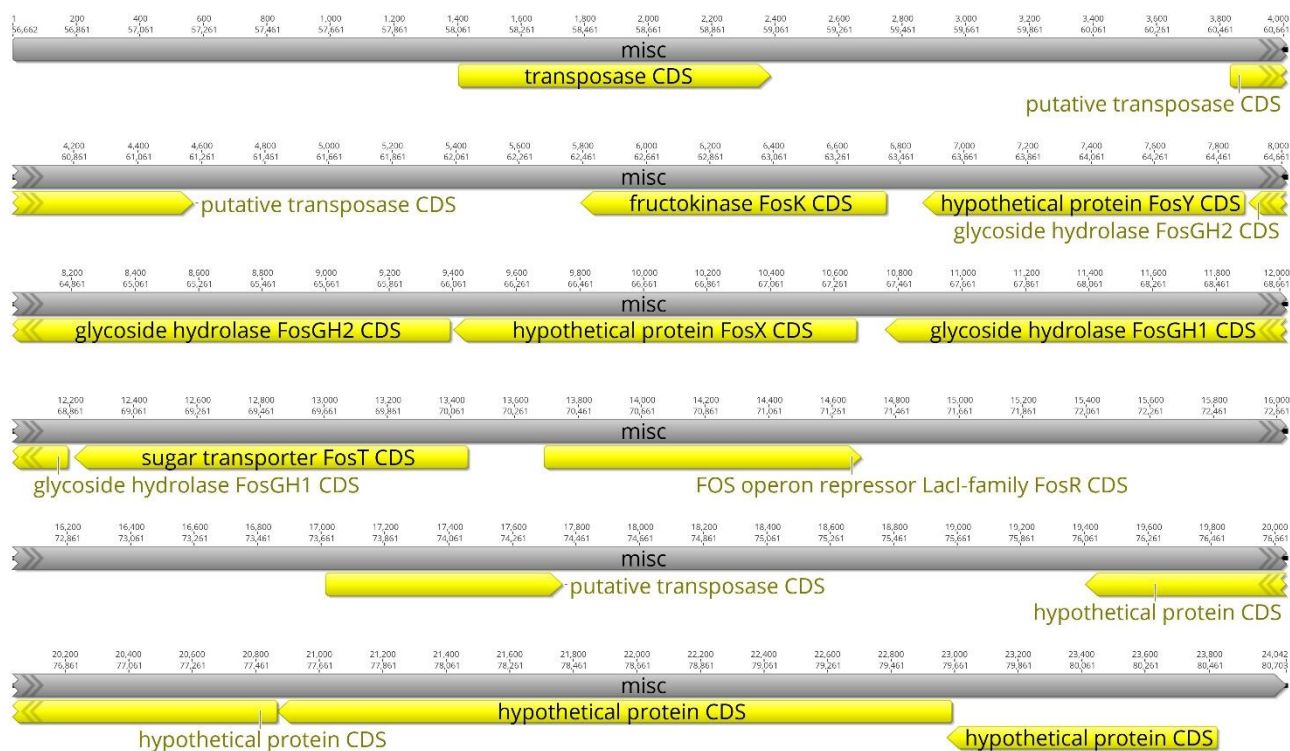 1 200 400 600 800 1,000 1,200 1,400 1,600 1,800 2,000 2,200 2,400 2,600 2,800 3,000 3,200 3,400 3,600 3,800 4,000
56,662 56,861 57,061 57,261 57,461 57,661 57,861 58,061 58,261 58,461 58,661 58,861 59,061 59,261 59,461 59,661 59,861 60,061 60,261 60,461 60,661
misc
transposase CDS
putative transposase CDS
4,200 4,400 4,600 4,800 5,000 5,200 5,400 5,600 5,800 6,000 6,200 6,400 6,600 6,800 7,000 7,200 7,400 7,600 7,800 8,000
60,861 61,061 61,261 61,461 61,661 61,861 62,061 62,261 62,461 62,661 62,861 63,061 63,261 63,461 63,661 63,861 64,061 64,261 64,461 64,661
misc
putative transposase CDS fructokinase FosK CDS hypothetical protein FosY CDS
glycoside hydrolase FosGH2 CDS
8,200 8,400 8,600 8,800 9,000 9,200 9,400 9,600 9,800 10,000 10,200 10,400 10,600 10,800 11,000 11,200 11,400 11,600 11,800 12,000
64,861 65,061 65,261 65,461 65,661 65,861 66,061 66,261 66,461 66,661 66,861 67,061 67,261 67,461 67,661 67,861 68,061 68,261 68,461 68,661
misc
glycoside hydrolase FosGH2 CDS hypothetical protein FosX CDS glycoside hydrolase FosGH1 CDS
12,200 12,400 12,600 12,800 13,000 13,200 13,400 13,600 13,800 14,000 14,200 14,400 14,600 14,800 15,000 15,200 15,400 15,600 15,800 16,000
68,861 69,061 69,261 69,461 69,661 69,861 70,061 70,261 70,461 70,661 70,861 71,061 71,261 71,461 71,661 71,861 72,061 72,261 72,461 72,661
misc
sugar transporter FosT CDS
glycoside hydrolase FosGH1 CDS FOS operon repressor LacI-family FosR CDS
16,200 16,400 16,600 16,800 17,000 17,200 17,400 17,600 17,800 18,000 18,200 18,400 18,600 18,800 19,000 19,200 19,400 19,600 19,800 20,000
72,861 73,061 73,261 73,461 73,661 73,861 74,061 74,261 74,461 74,661 74,861 75,061 75,261 75,461 75,661 75,861 76,061 76,261 76,461 76,661
misc
putative transposase CDS
hypothetical protein CDS
20,200 20,400 20,600 20,800 21,000 21,200 21,400 21,600 21,800 22,000 22,200 22,400 22,600 22,800 23,000 23,200 23,400 23,600 23,800 24,042
76,861 77,061 77,261 77,461 77,661 77,861 78,061 78,261 78,461 78,661 78,861 79,061 79,261 79,461 79,661 79,861 80,061 80,261 80,461 80,703
misc
hypothetical protein CDS
hypothetical protein CDS hypothetical protein CDS